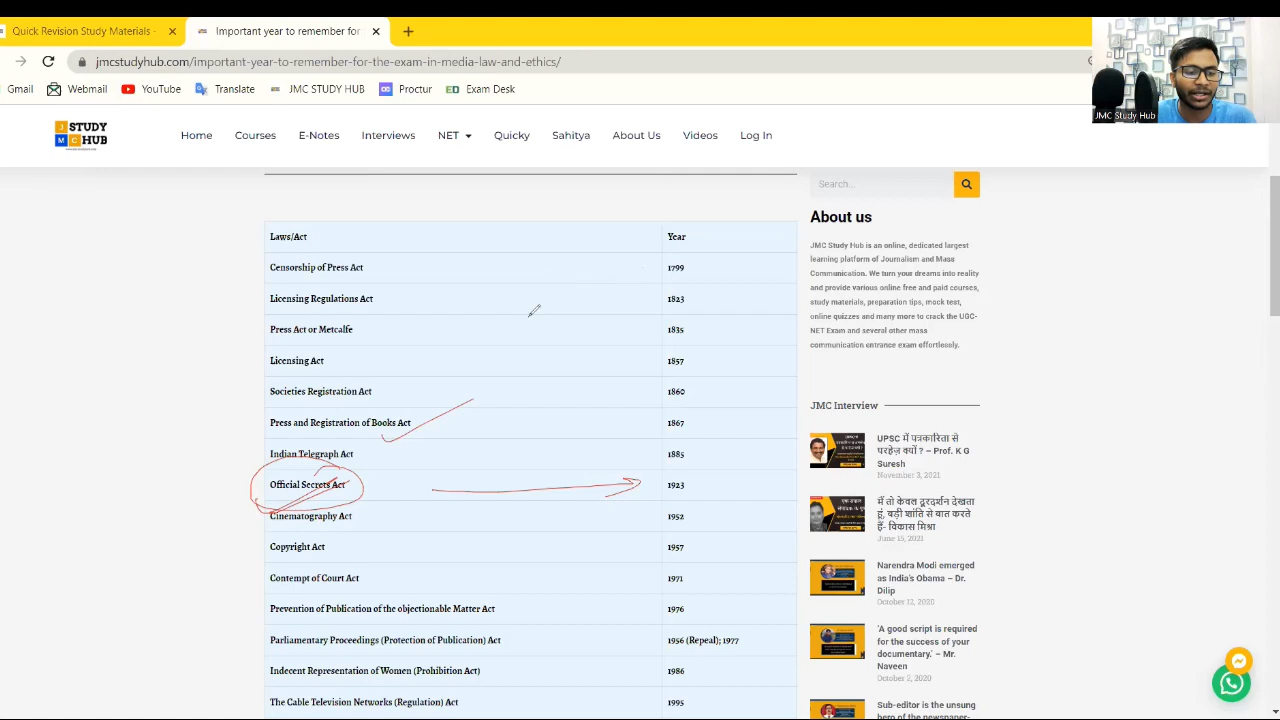 Quick Revision Study Materials -
Important year to remember for
jmcstudyhub.com/important-year-to-remember-for-the-media-law-and-ethics/
Gmail Webmail YouTube Translate JMC STUDY HUB Proctur Exam Desk
JMC Study Hub
J STUDY
M C HUB
Home Courses E-Notes Interviews NET Quicky Sahitya About Us Videos Log In
Search...
About us
JMC Study Hub is an online, dedicated largest
learning platform of Journalism and Mass
Communication. We turn your dreams into reality
and provide various online free and paid courses,
study materials, preparation tips, mock test,
online quizzes and many more to crack the UGC-
NET Exam and several other mass
communication entrance exam effortlessly.
Laws/Act Year
Censorship of Press Act 1799
Licensing Regulations Act 1823
Press Act or Metcalfe 1835
Licensing Act 1857
Societies Registration Act 1860
Press and Registration of Books Act 1867
Indian Telegraph Act 1885
Official Secrets Act 1923
Cinematography Act 1952
Copyright Act 1957
Contempt of Court Act 1971
Prevention of Publication of the objectionable Matter Act 1976
Parliamentary Proceedings (Protection of Publication) Act 1956 (Repeal); 1977
Indecent Representation of Women Prohibition Act 1986
The Cable Television Networks (Regulation) Act 1995
JMC Interview
UPSC में पत्रकारिता से
परहेज़ क्यों ? – Prof. K G
Suresh
November 3, 2021
मैं तो केवल दूरदर्शन देखता
हूं, बड़ी शांति से बात करते
हैं- विकास मिश्रा
June 15, 2021
Narendra Modi emerged
as India's Obama – Dr.
Dilip
October 12, 2020
'A good script is required
for the success of your
documentary.' – Mr.
Naveen
October 2, 2020
Sub-editor is the unsung
hero of the newspaper-